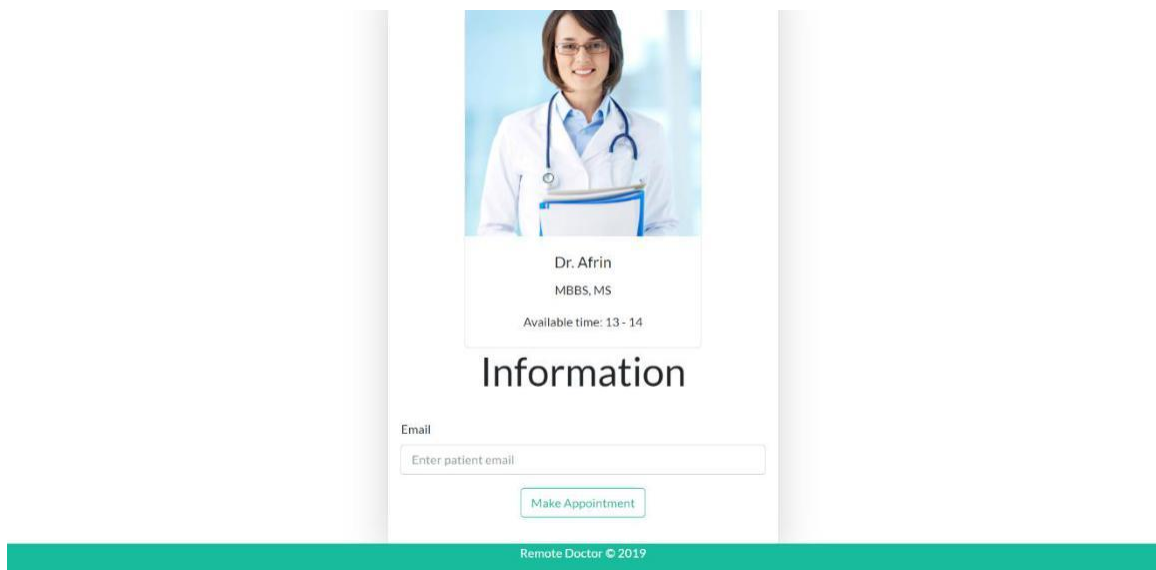 Dr. Afrin
MBBS, MS
Available time: 13 - 14
Information
Email
Enter patient email
Make Appointment
Remote Doctor © 2019